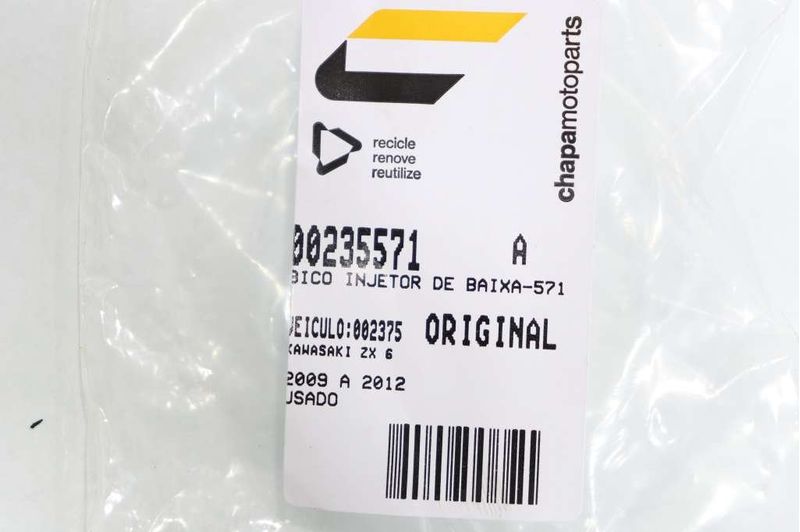 chapamotoparts
recicle
renove
reutilize
00235571 A
BICO INJETOR DE BAIXA-571
VEICULO:002375 ORIGINAL
KAWASAKI ZX 6
2009 A 2012
USADO